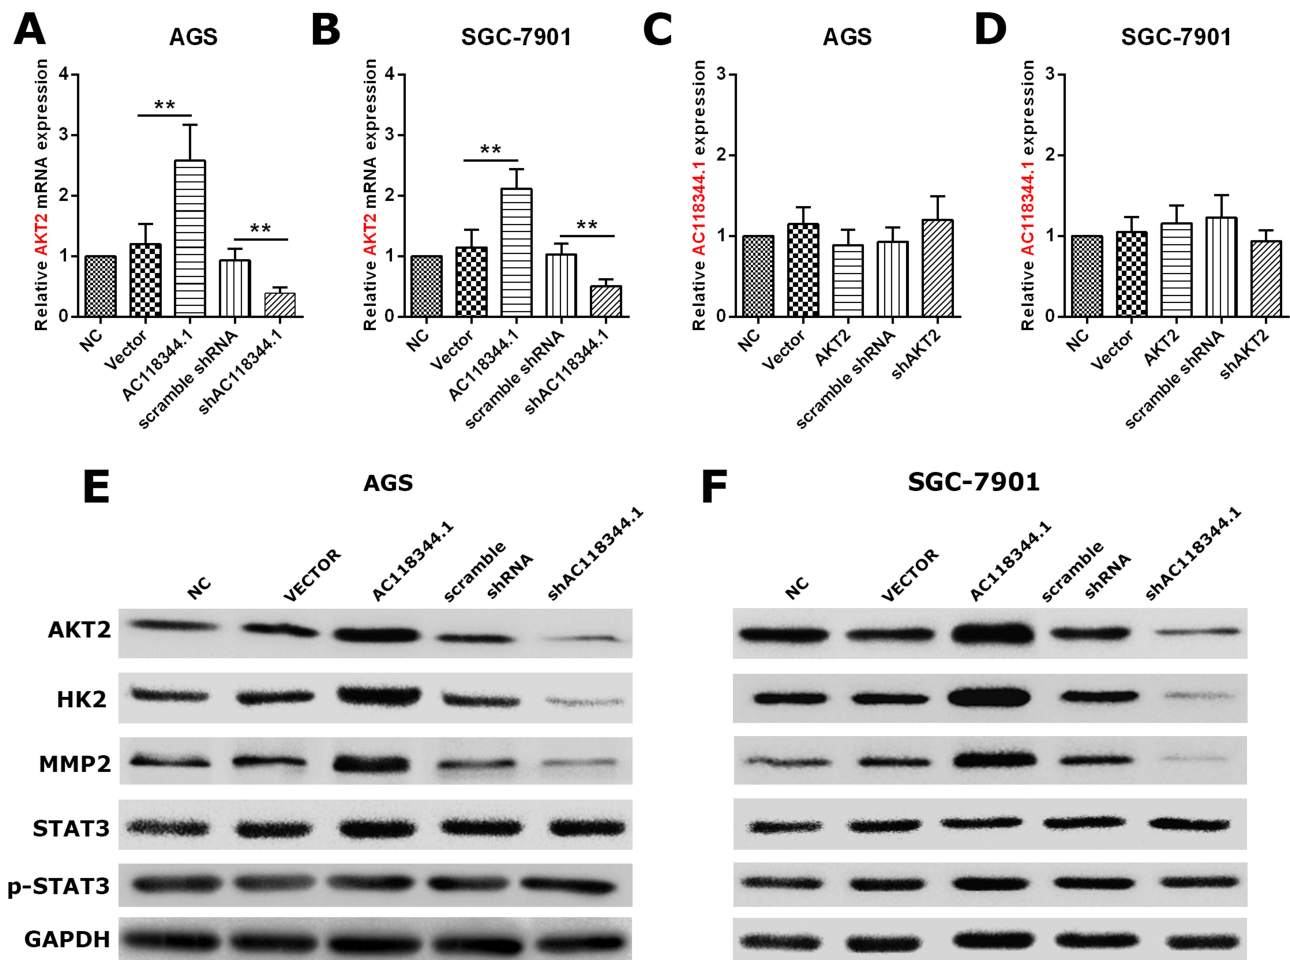 A
AGS
Relative AKT2 mRNA expression
4
3
2
1
0
**
**
NC
Vector
AC118344.1
scramble shRNA
shAC118344.1
B
SGC-7901
Relative AKT2 mRNA expression
4
3
2
1
0
**
**
NC
Vector
AC118344.1
scramble shRNA
shAC118344.1
C
AGS
Relative AC118344.1 expression
3
2
1
0
NC
Vector
AKT2
scramble shRNA
shAKT2
D
SGC-7901
Relative AC118344.1 expression
3
2
1
0
NC
Vector
AKT2
scramble shRNA
shAKT2
E
AGS
NC
VECTOR
AC118344.1
scramble
shRNA
shAC118344.1
AKT2
HK2
MMP2
STAT3
p-STAT3
GAPDH
F
SGC-7901
NC
VECTOR
AC118344.1
scramble
shRNA
shAC118344.1